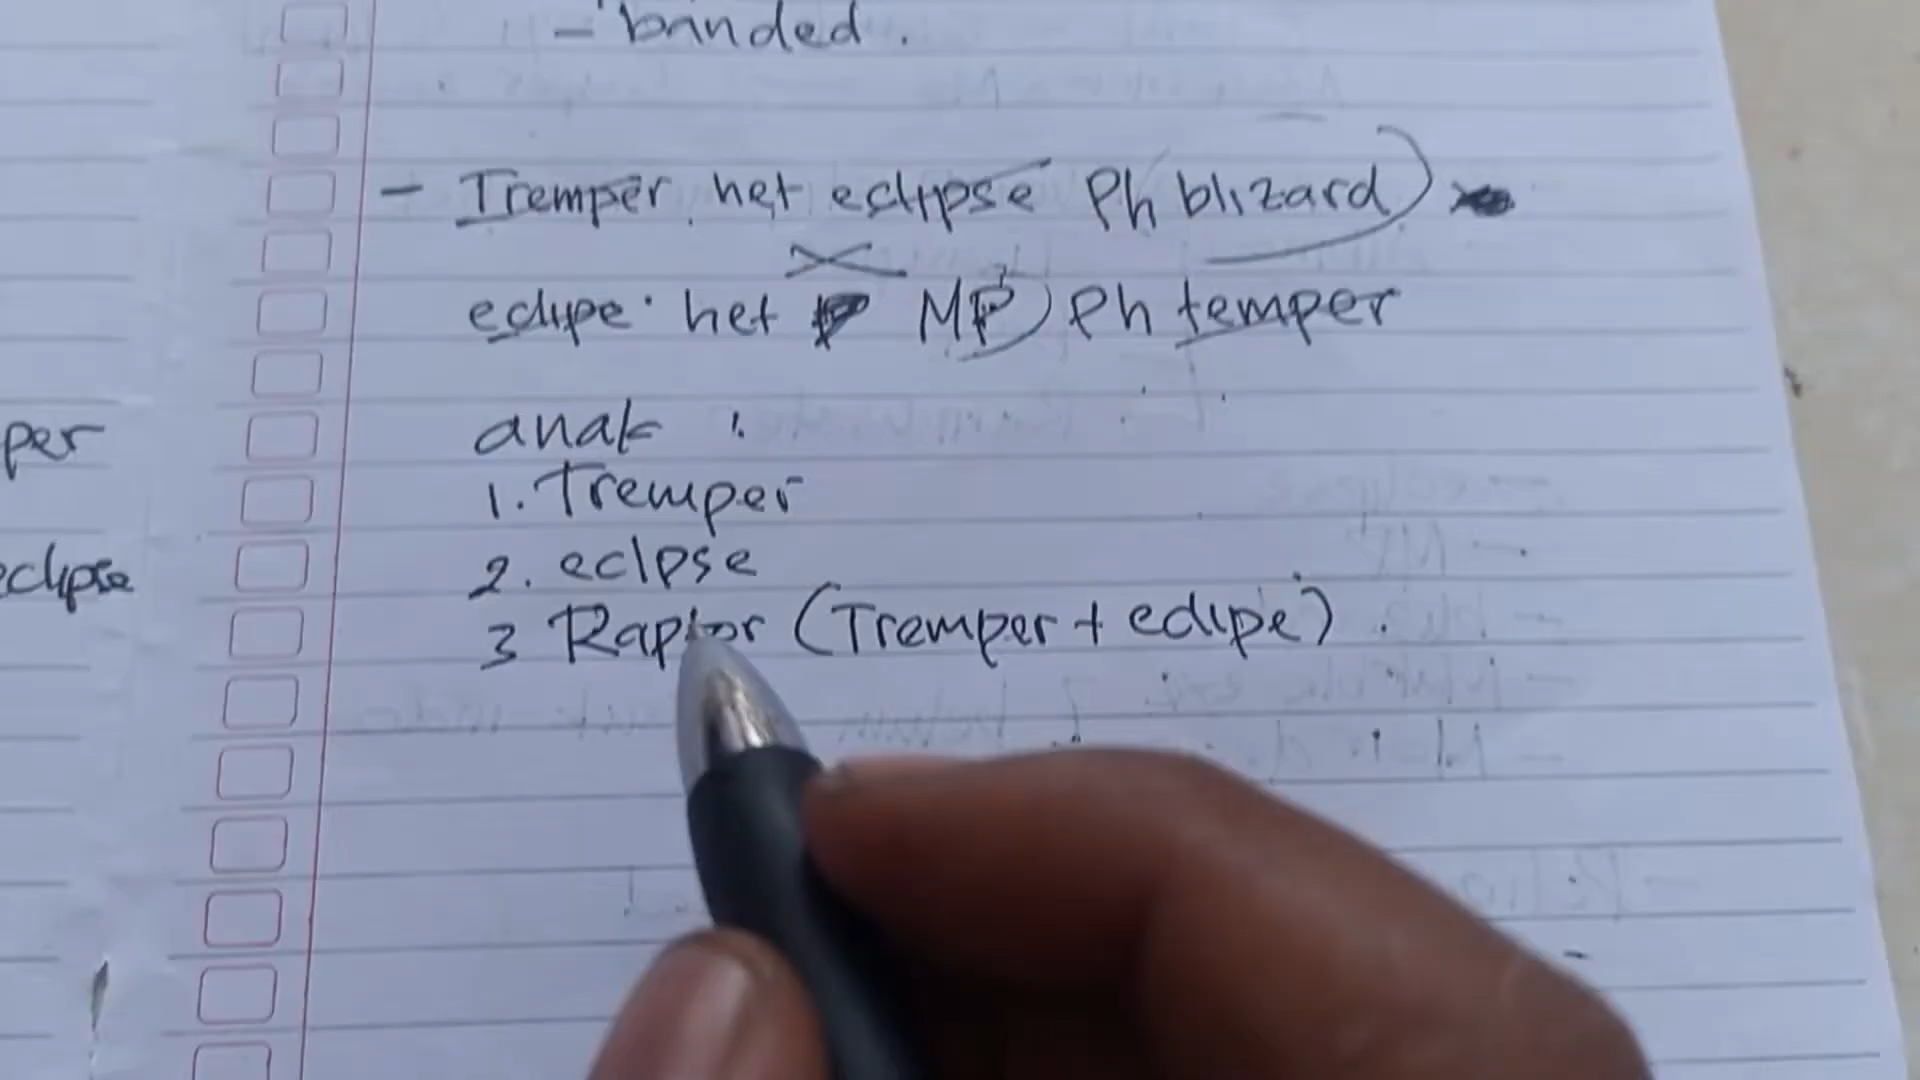 - banded.
- Tremper het eclipse Ph blizard)
×
eclipe het MP) Ph temper
per
anak :
1. Tremper
2. eclpse
eclipse
3 Raptor (Tremper + eclipe)